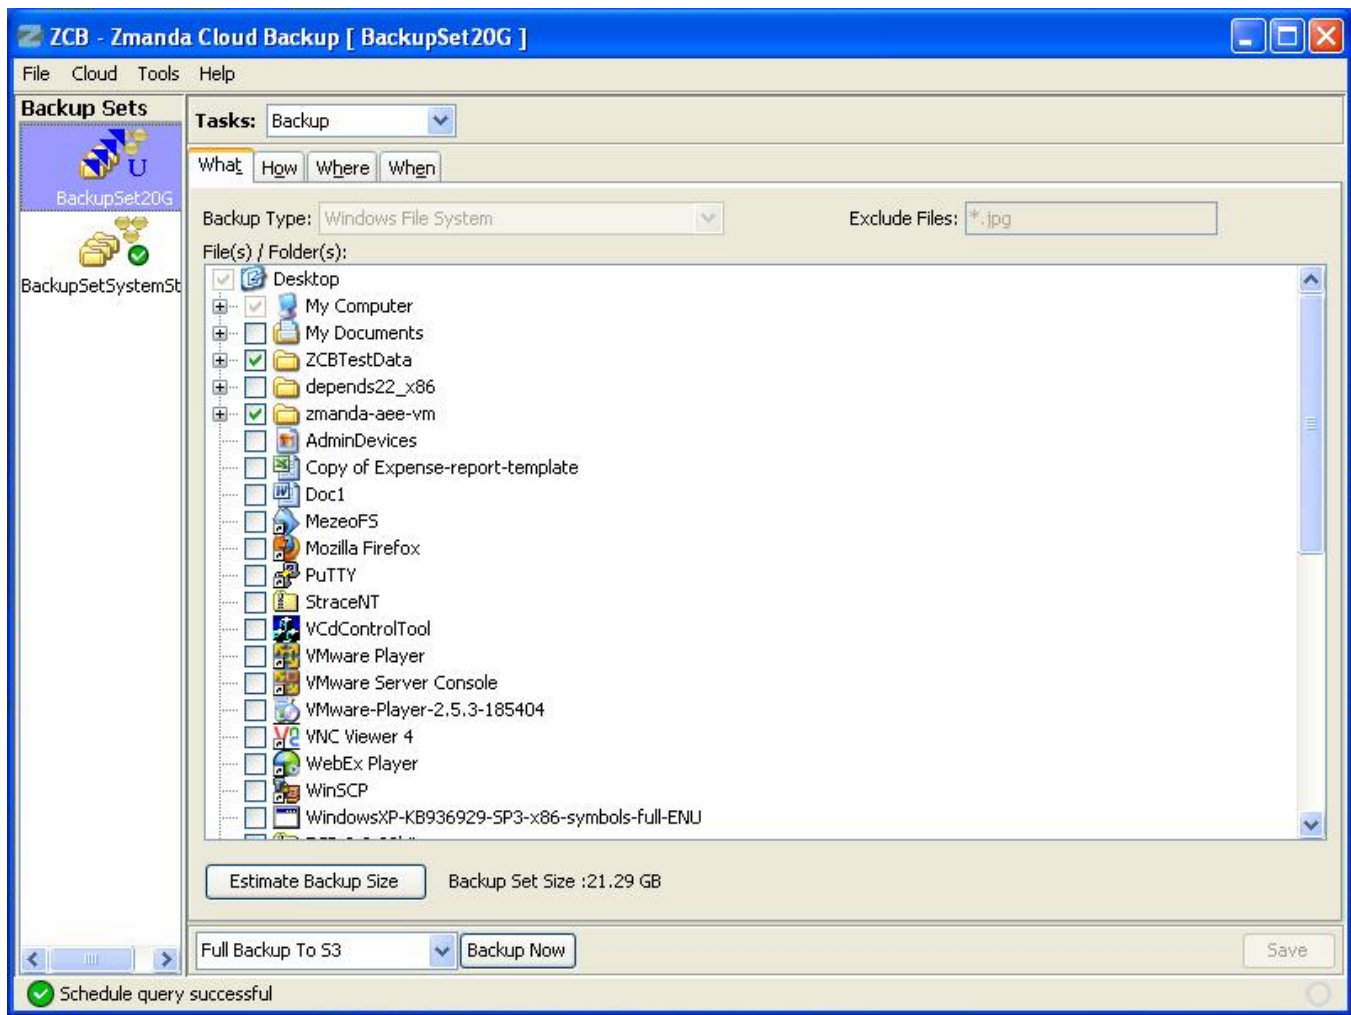 ZCB - Zmanda Cloud Backup [ BackupSet20G ]
File Cloud Tools Help
Backup Sets
U
BackupSet20G
BackupSetSystemSt
Tasks: Backup
What How Where When
Backup Type: Windows File System Exclude Files: *.jpg
File(s) / Folder(s):
Desktop
My Computer
My Documents
ZCBTestData
depends22_x86
zmanda-aee-vm
AdminDevices
Copy of Expense-report-template
Doc1
MezeoFS
Mozilla Firefox
PuTTY
StraceNT
VCdControlTool
VMware Player
VMware Server Console
VMware-Player-2.5.3-185404
VNC Viewer 4
WebEx Player
WinSCP
WindowsXP-KB936929-SP3-x86-symbols-full-ENU
Estimate Backup Size Backup Set Size :21.29 GB
Full Backup To S3 Backup Now Save
Schedule query successful